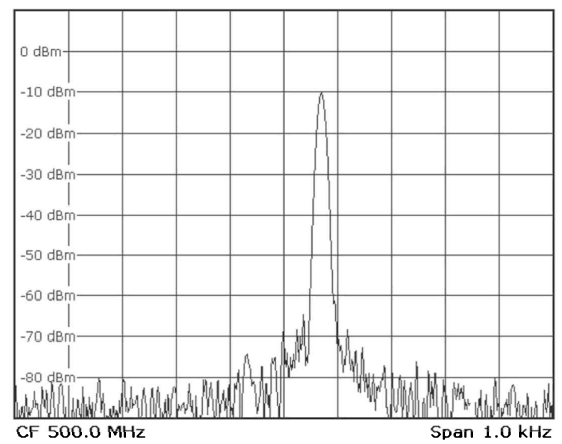 0 dBm
-10 dBm
-20 dBm
-30 dBm
-40 dBm
-50 dBm
-60 dBm
-70 dBm
-80 dBm
CF 500.0 MHz Span 1.0 kHz